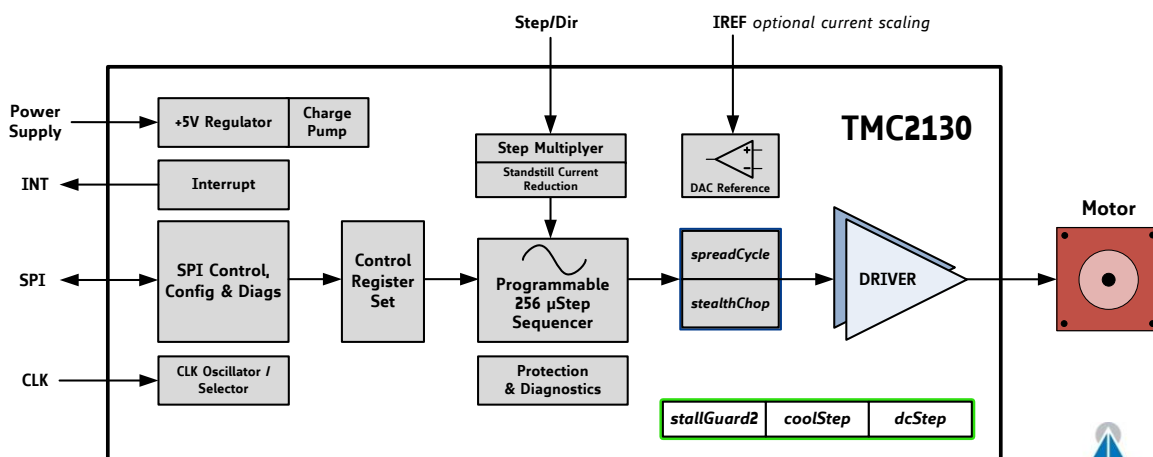 Step/Dir
IREF optional current scaling
Power
Supply
+5V Regulator
Charge
Pump
TMC2130
Step Multiplyer
Standstill Current
Reduction
DAC Reference
INT
Interrupt
Motor
SPI
SPI Control,
Config & Diags
Control
Register
Set
Programmable
256 µStep
Sequencer
spreadCycle
stealthChop
DRIVER
CLK
CLK Oscillator /
Selector
Protection
& Diagnostics
stallGuard2
coolStep
dcStep